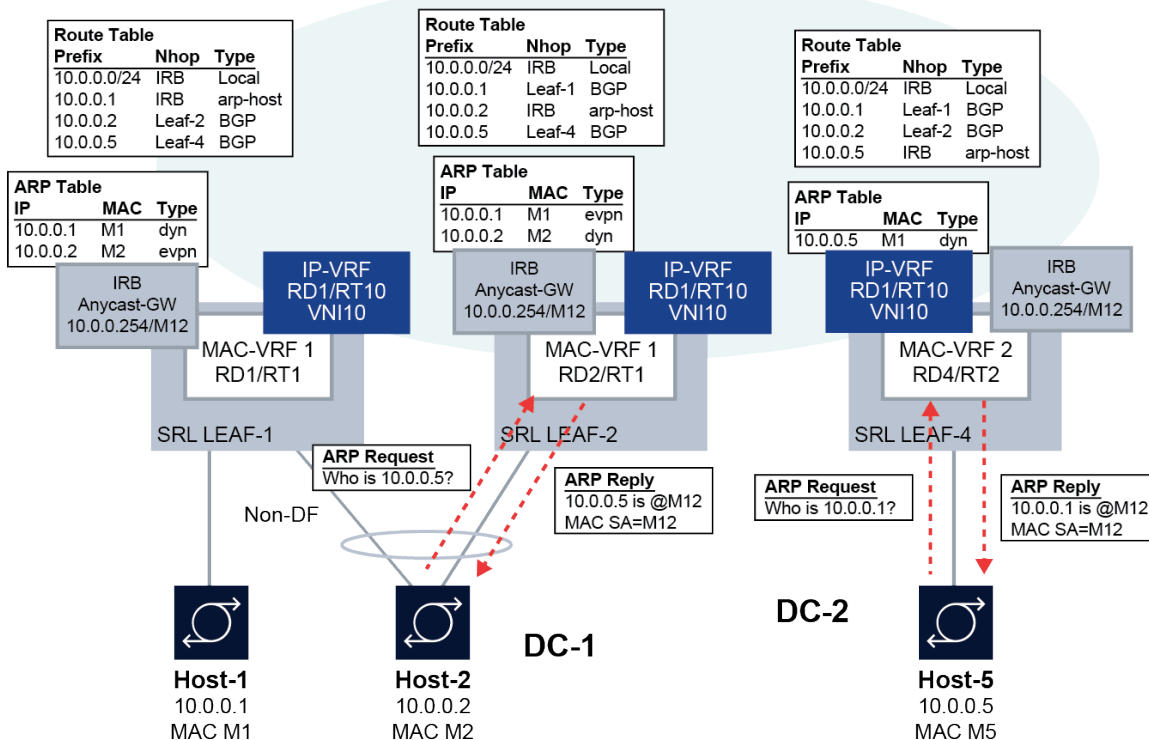 Route Table
Prefix Nhop Type
10.0.0.0/24 IRB Local
10.0.0.1 IRB arp-host
10.0.0.2 Leaf-2 BGP
10.0.0.5 Leaf-4 BGP
Route Table
Prefix Nhop Type
10.0.0.0/24 IRB Local
10.0.0.1 Leaf-1 BGP
10.0.0.2 IRB arp-host
10.0.0.5 Leaf-4 BGP
Route Table
Prefix Nhop Type
10.0.0.0/24 IRB Local
10.0.0.1 Leaf-1 BGP
10.0.0.2 Leaf-2 BGP
10.0.0.5 IRB arp-host
ARP Table
IP MAC Type
10.0.0.1 M1 dyn
10.0.0.2 M2 evpn
ARP Table
IP MAC Type
10.0.0.1 M1 evpn
10.0.0.2 M2 dyn
ARP Table
IP MAC Type
10.0.0.5 M1 dyn
IRB
Anycast-GW
10.0.0.254/M12
IP-VRF
RD1/RT10
VNI10
IRB
Anycast-GW
10.0.0.254/M12
IP-VRF
RD1/RT10
VNI10
IP-VRF
RD1/RT10
VNI10
IRB
Anycast-GW
10.0.0.254/M12
MAC-VRF 1
RD1/RT1
MAC-VRF 1
RD2/RT1
MAC-VRF 2
RD4/RT2
SRL LEAF-1
SRL LEAF-2
SRL LEAF-4
ARP Request
Who is 10.0.0.5?
ARP Reply
10.0.0.5 is @M12
MAC SA=M12
ARP Request
Who is 10.0.0.1?
ARP Reply
10.0.0.1 is @M12
MAC SA=M12
Non-DF
DC-1
DC-2
Host-1
10.0.0.1
MAC M1
Host-2
10.0.0.2
MAC M2
Host-5
10.0.0.5
MAC M5